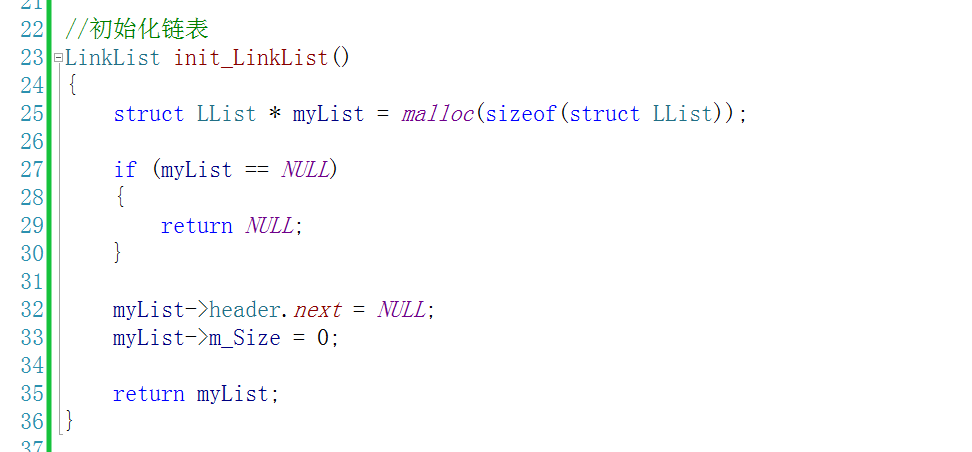 21
22 //初始化链表
23 LinkList init_LinkList()
24 {
25     struct LList * myList = malloc(sizeof(struct LList));
26
27     if (myList == NULL)
28     {
29         return NULL;
30     }
31
32     myList->header.next = NULL;
33     myList->m_Size = 0;
34
35     return myList;
36 }
37